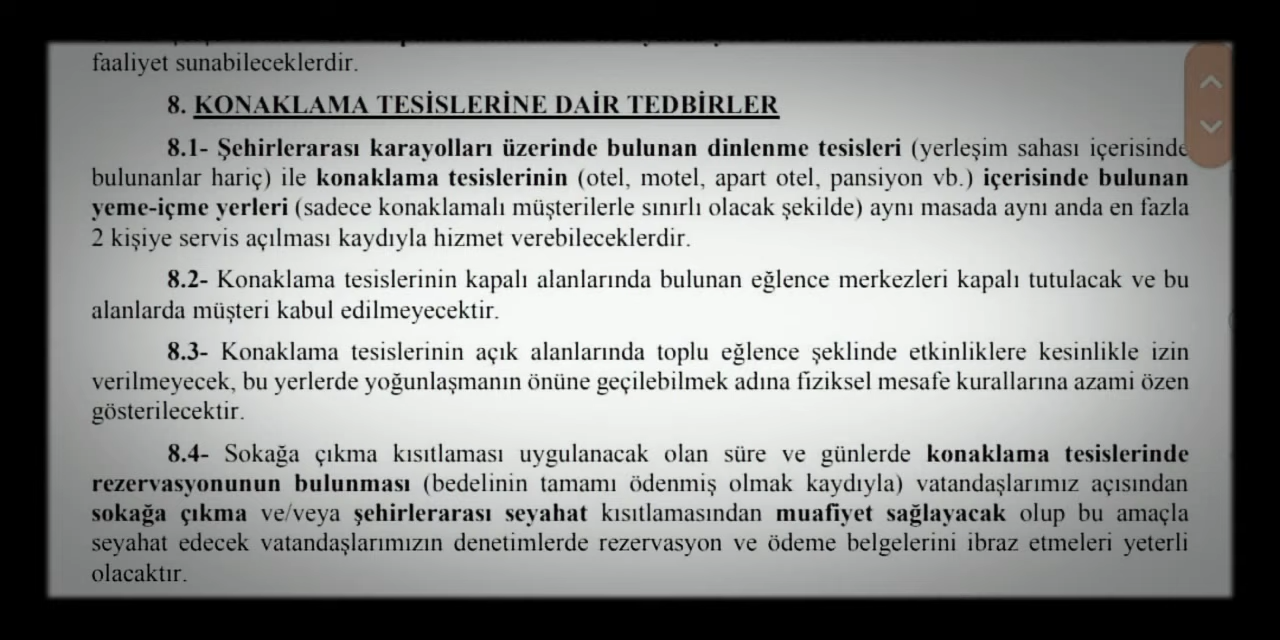 faaliyet sunabileceklerdir.
8. KONAKLAMA TESİSLERİNE DAİR TEDBİRLER
8.1- Şehirlerarası karayolları üzerinde bulunan dinlenme tesisleri (yerleşim sahası içerisinde
bulunanlar hariç) ile konaklama tesislerinin (otel, motel, apart otel, pansiyon vb.) içerisinde bulunan
yeme-içme yerleri (sadece konaklamalı müşterilerle sınırlı olacak şekilde) aynı masada aynı anda en fazla
2 kişiye servis açılması kaydıyla hizmet verebileceklerdir.
8.2- Konaklama tesislerinin kapalı alanlarında bulunan eğlence merkezleri kapalı tutulacak ve bu
alanlarda müşteri kabul edilmeyecektir.
8.3- Konaklama tesislerinin açık alanlarında toplu eğlence şeklinde etkinliklere kesinlikle izin
verilmeyecek, bu yerlerde yoğunlaşmanın önüne geçilebilmek adına fiziksel mesafe kurallarına azami özen
gösterilecektir.
8.4- Sokağa çıkma kısıtlaması uygulanacak olan süre ve günlerde konaklama tesislerinde
rezervasyonunun bulunması (bedelinin tamamı ödenmiş olmak kaydıyla) vatandaşlarımız açısından
sokağa çıkma ve/veya şehirlerarası seyahat kısıtlamasından muafiyet sağlayacak olup bu amaçla
seyahat edecek vatandaşlarımızın denetimlerde rezervasyon ve ödeme belgelerini ibraz etmeleri yeterli
olacaktır.